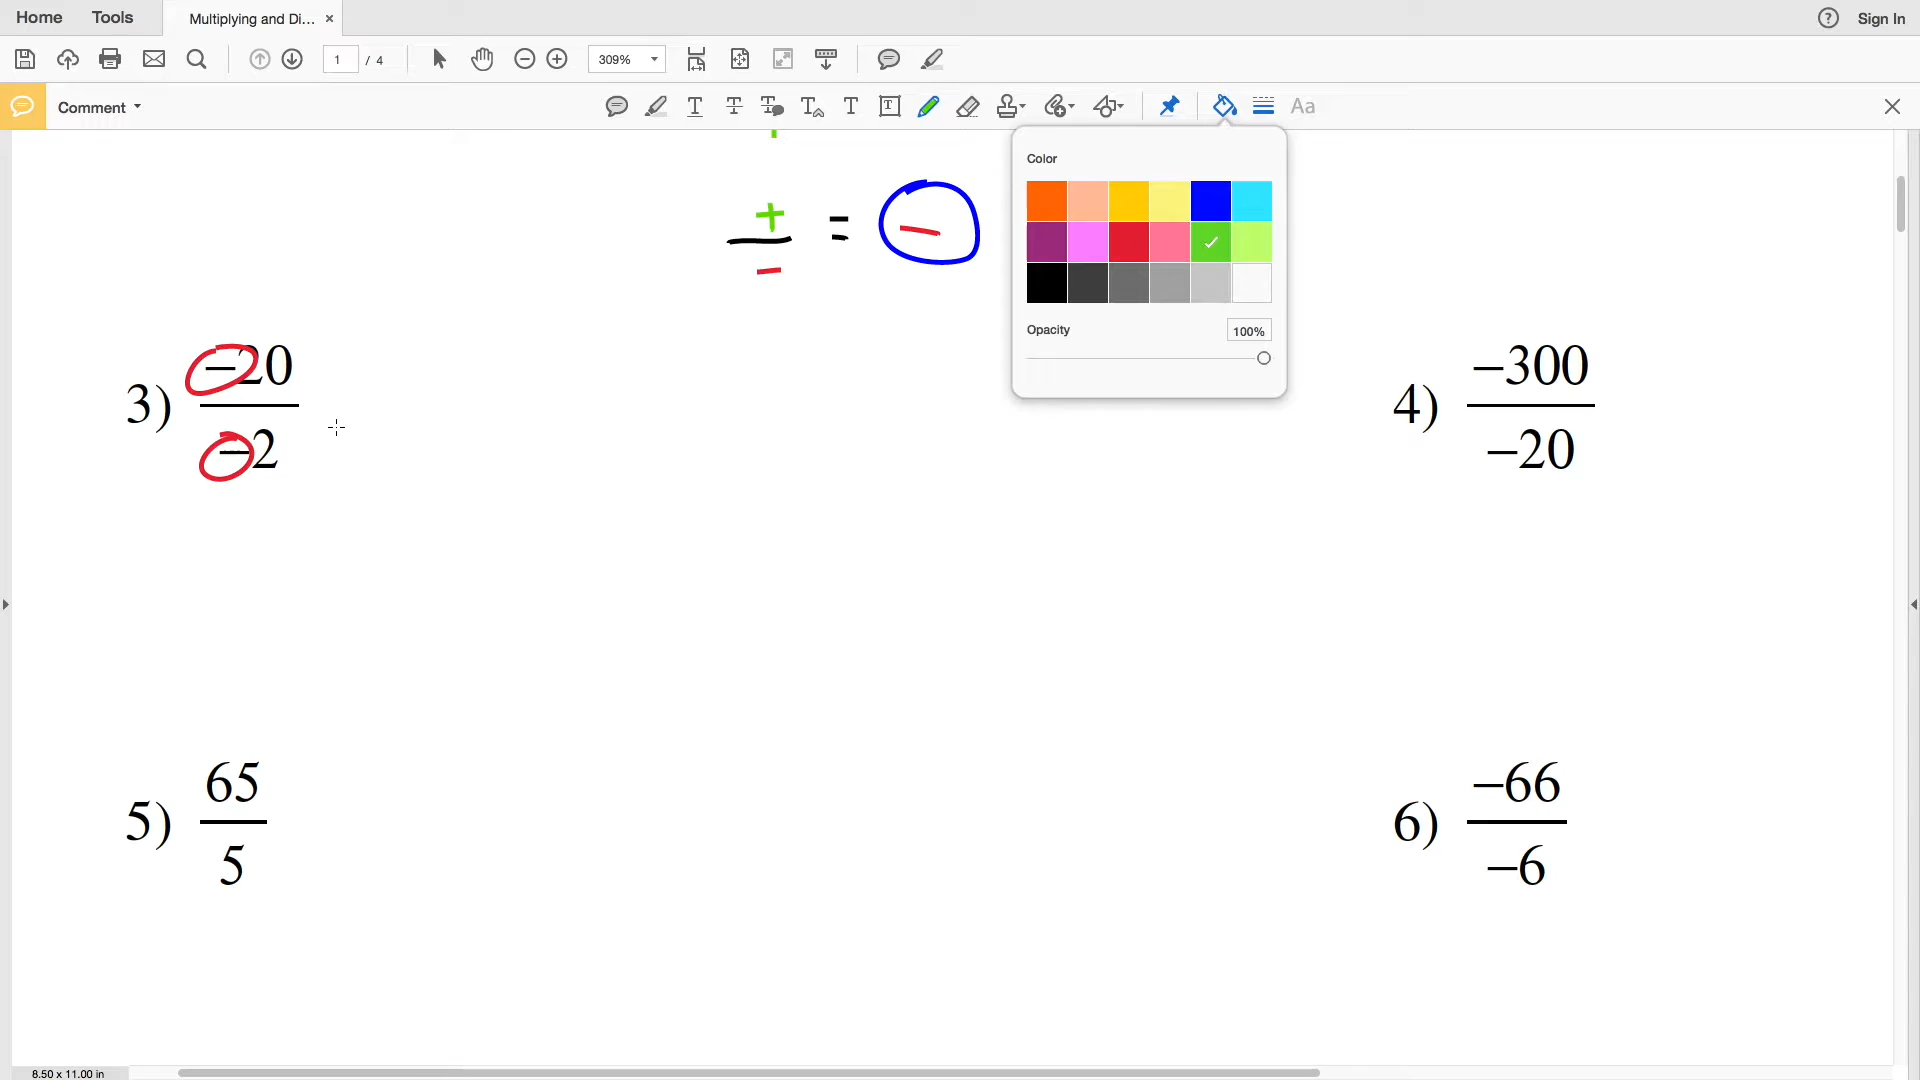 Home Tools Multiplying and Di... × ? Sign In
1 / 4 309%
Comment Aa
Color
+
— = −
−
Opacity 100%
3) −20
−2
4) −300
−20
5) 65
5
6) −66
−6
8.50 x 11.00 in